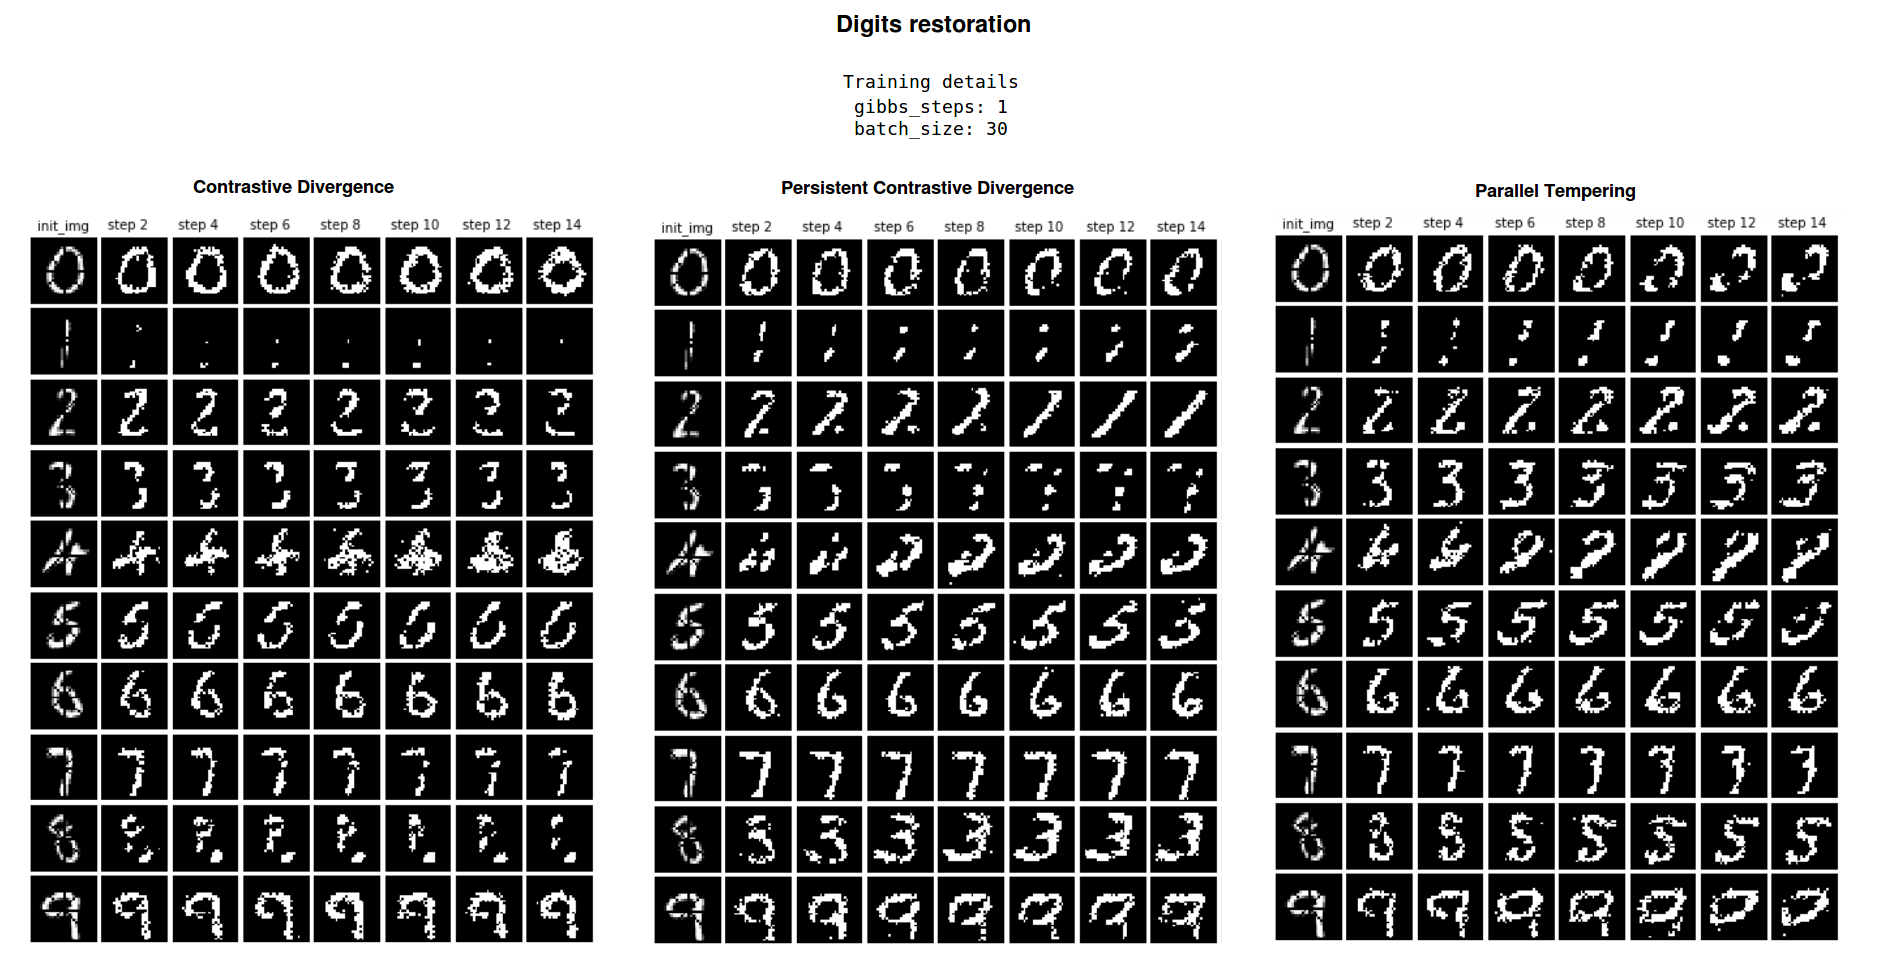 Digits restoration
Training details
gibbs_steps: 1
batch_size: 30
Contrastive Divergence
init_img step 2 step 4 step 6 step 8 step 10 step 12 step 14
Persistent Contrastive Divergence
init_img step 2 step 4 step 6 step 8 step 10 step 12 step 14
Parallel Tempering
init_img step 2 step 4 step 6 step 8 step 10 step 12 step 14